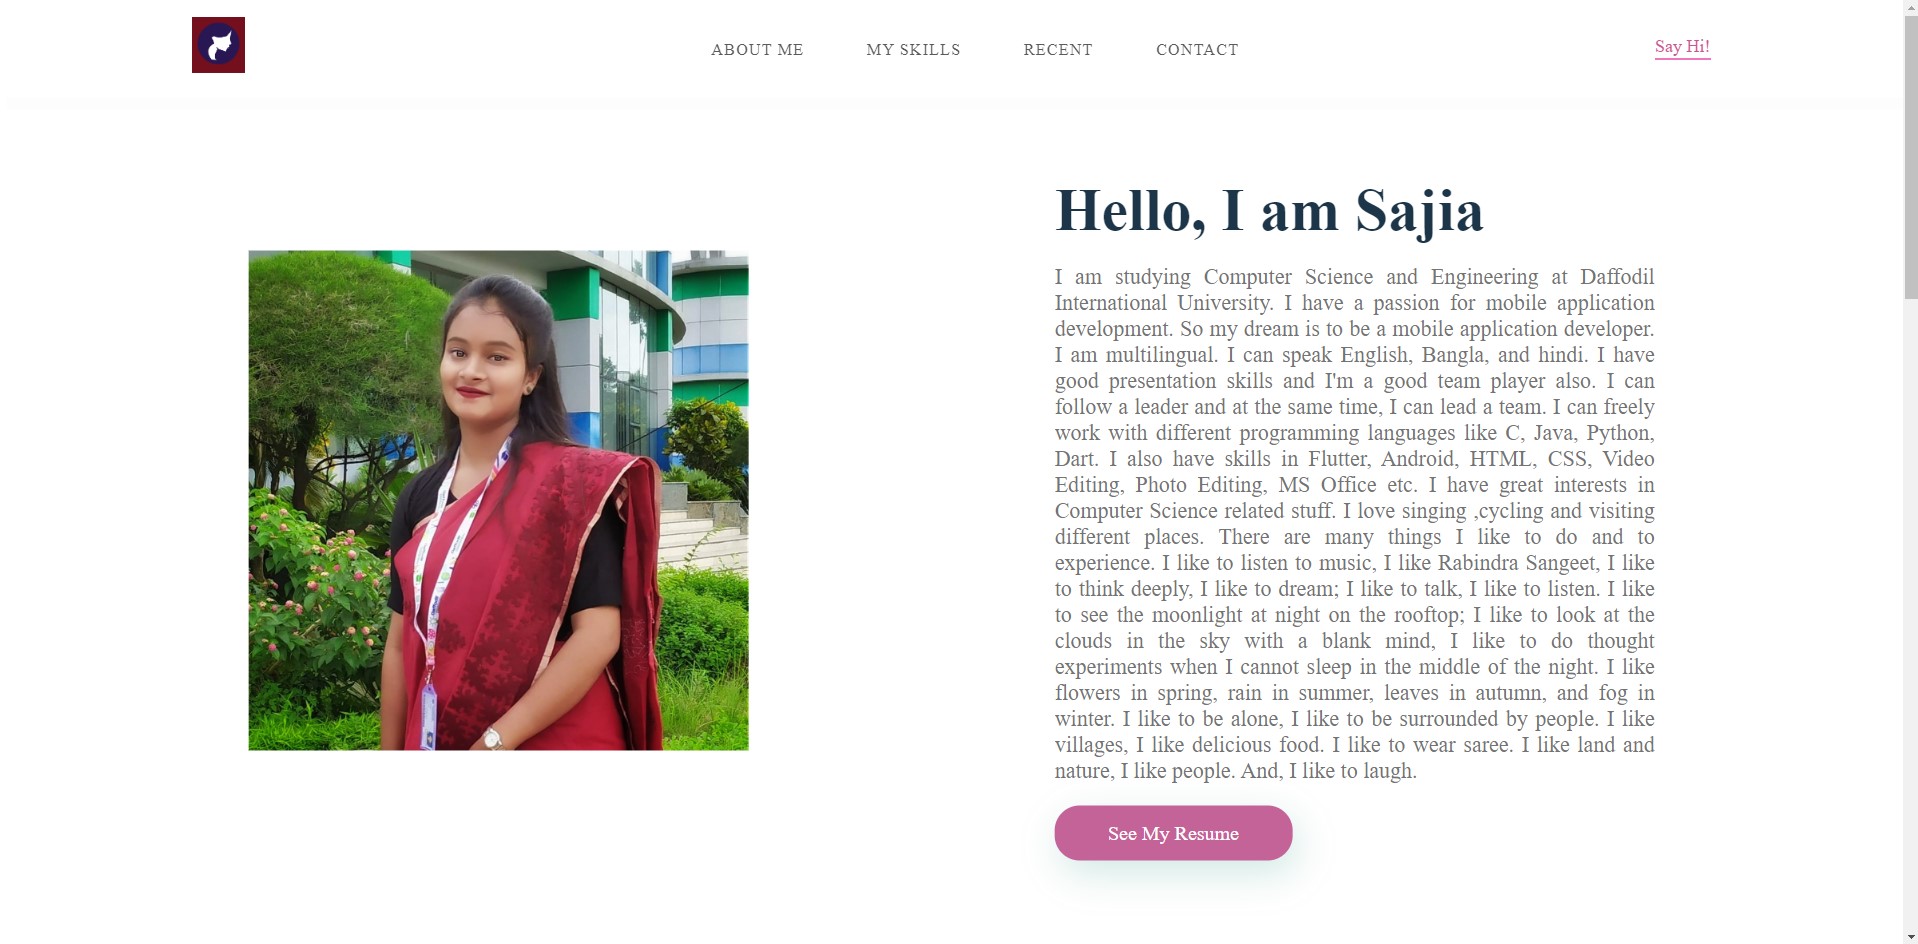 ABOUT ME
MY SKILLS
RECENT
CONTACT
Say Hi!
Hello, I am Sajia
I am studying Computer Science and Engineering at Daffodil
International University. I have a passion for mobile application
development. So my dream is to be a mobile application developer.
I am multilingual. I can speak English, Bangla, and hindi. I have
good presentation skills and I'm a good team player also. I can
follow a leader and at the same time, I can lead a team. I can freely
work with different programming languages like C, Java, Python,
Dart. I also have skills in Flutter, Android, HTML, CSS, Video
Editing, Photo Editing, MS Office etc. I have great interests in
Computer Science related stuff. I love singing ,cycling and visiting
different places. There are many things I like to do and to
experience. I like to listen to music, I like Rabindra Sangeet, I like
to think deeply, I like to dream; I like to talk, I like to listen. I like
to see the moonlight at night on the rooftop; I like to look at the
clouds in the sky with a blank mind, I like to do thought
experiments when I cannot sleep in the middle of the night. I like
flowers in spring, rain in summer, leaves in autumn, and fog in
winter. I like to be alone, I like to be surrounded by people. I like
villages, I like delicious food. I like to wear saree. I like land and
nature, I like people. And, I like to laugh.
See My Resume